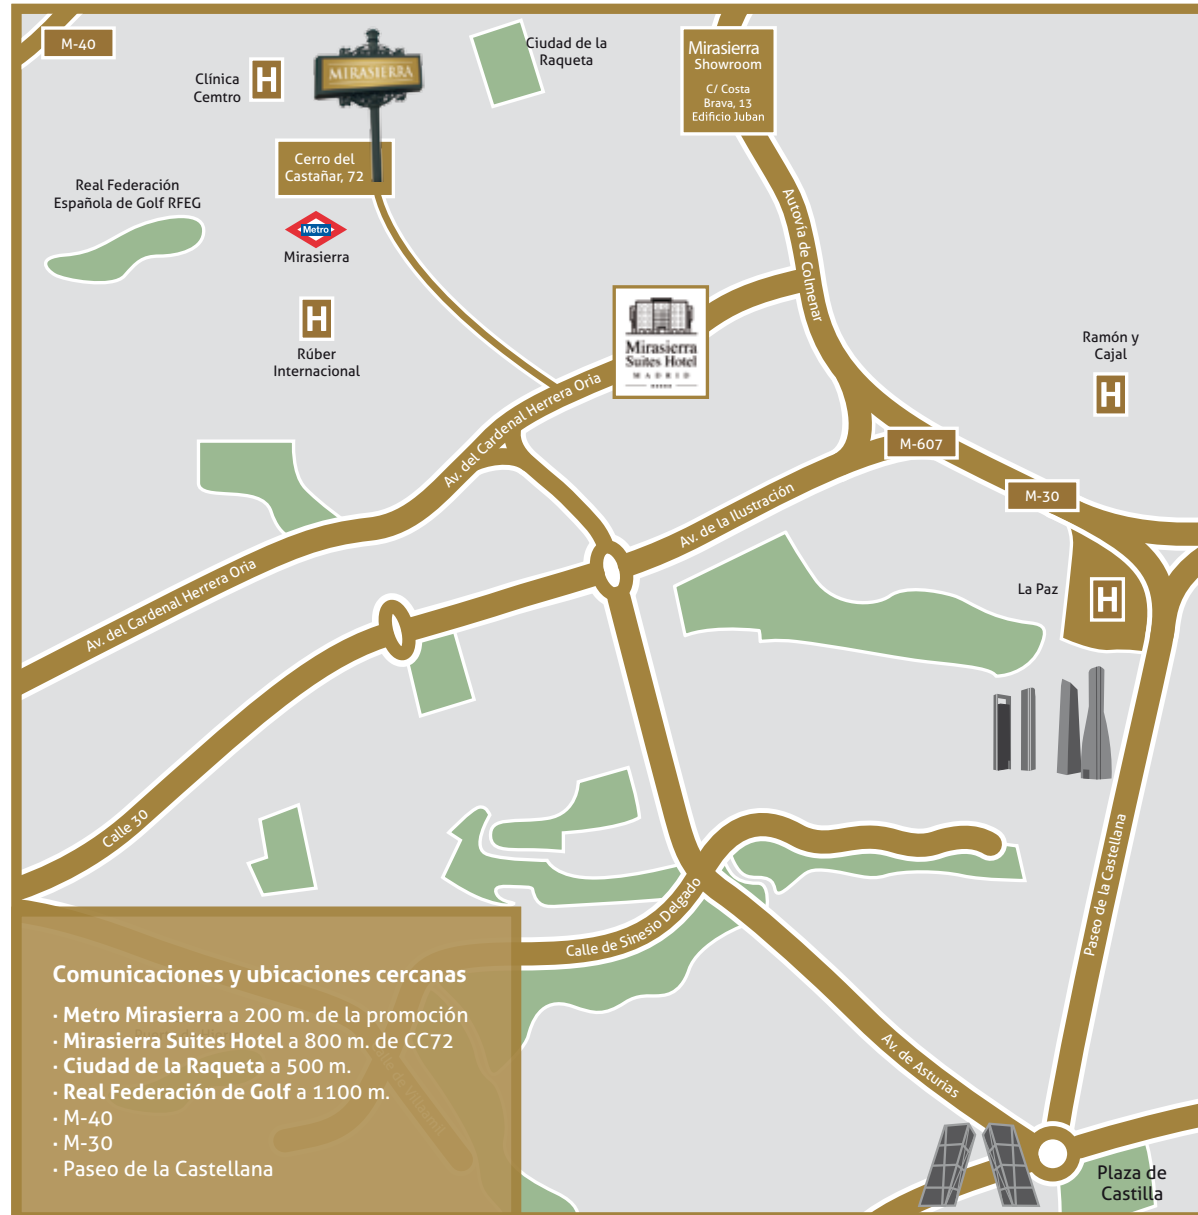 M-40
Clínica
Cemtro
H
MIRASIERRA
Ciudad de la
Raqueta
Mirasierra
Showroom
C/ Costa
Brava, 13
Edificio Juban
Cerro del
Castañar, 72
Real Federación
Española de Golf RFEG
Metro
Mirasierra
Autovía de Colmenar
H
Rúber
Internacional
Mirasierra
Suites Hotel
MADRID
Ramón y
Cajal
H
Av. del Cardenal Herrera Oria
M-607
M-30
Av. de la Ilustración
Av. del Cardenal Herrera Oria
La Paz
H
Calle 30
Paseo de la Castellana
Calle de Sinesio Delgado
Av. de Asturias
Plaza de
Castilla
Comunicaciones y ubicaciones cercanas
· Metro Mirasierra a 200 m. de la promoción
· Mirasierra Suites Hotel a 800 m. de CC72
· Ciudad de la Raqueta a 500 m.
· Real Federación de Golf a 1100 m.
· M-40
· M-30
· Paseo de la Castellana